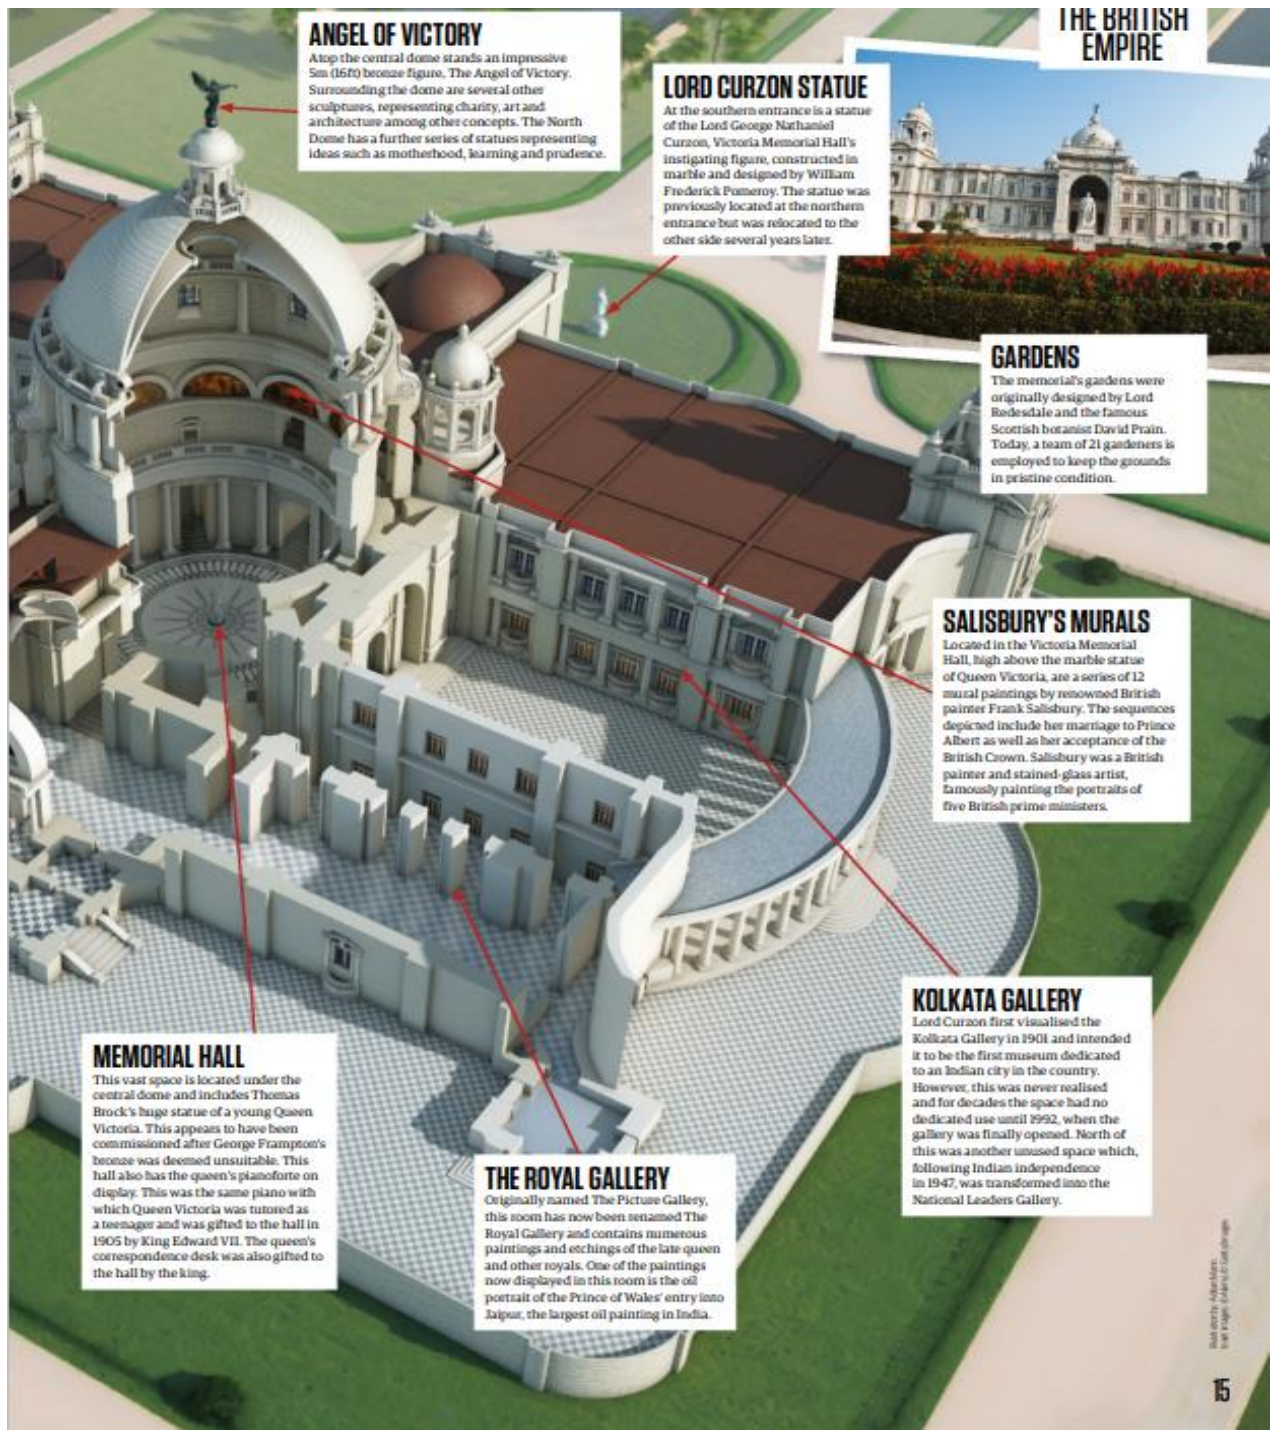 THE BRITISH
EMPIRE
ANGEL OF VICTORY
Atop the central dome stands an impressive
5m (16ft) bronze figure, The Angel of Victory.
Surrounding the dome are several other
sculptures, representing charity, art and
architecture among other concepts. The North
Dome has a further series of statues representing
ideas such as motherhood, learning and prudence.
LORD CURZON STATUE
At the southern entrance is a statue
of the Lord George Nathaniel
Curzon, Victoria Memorial Hall's
instigating figure, constructed in
marble and designed by William
Frederick Pomeroy. The statue was
previously located at the northern
entrance but was relocated to the
other side several years later.
GARDENS
The memorial's gardens were
originally designed by Lord
Redesdale and the famous
Scottish botanist David Prain.
Today, a team of 21 gardeners is
employed to keep the grounds
in pristine condition.
SALISBURY'S MURALS
Located in the Victoria Memorial
Hall, high above the marble statue
of Queen Victoria, are a series of 12
mural paintings by renowned British
painter Frank Salisbury. The sequences
depicted include her marriage to Prince
Albert as well as her acceptance of the
British Crown. Salisbury was a British
painter and stained-glass artist,
famously painting the portraits of
five British prime ministers.
KOLKATA GALLERY
Lord Curzon first visualised the
Kolkata Gallery in 1901 and intended
it to be the first museum dedicated
to an Indian city in the country.
However, this was never realised
and for decades the space had no
dedicated use until 1992, when the
gallery was finally opened. North of
this was another unused space which,
following Indian independence
in 1947, was transformed into the
National Leaders Gallery.
MEMORIAL HALL
This vast space is located under the
central dome and includes Thomas
Brock's huge statue of a young Queen
Victoria. This appears to have been
commissioned after George Frampton's
bronze was deemed unsuitable. This
hall also has the queen's pianoforte on
display. This was the same piano with
which Queen Victoria was tutored as
a teenager and was gifted to the hall in
1905 by King Edward VII. The queen's
correspondence desk was also gifted to
the hall by the king.
THE ROYAL GALLERY
Originally named The Picture Gallery,
this room has now been renamed The
Royal Gallery and contains numerous
paintings and etchings of the late queen
and other royals. One of the paintings
now displayed in this room is the oil
portrait of the Prince of Wales' entry into
Jaipur, the largest oil painting in India.
15